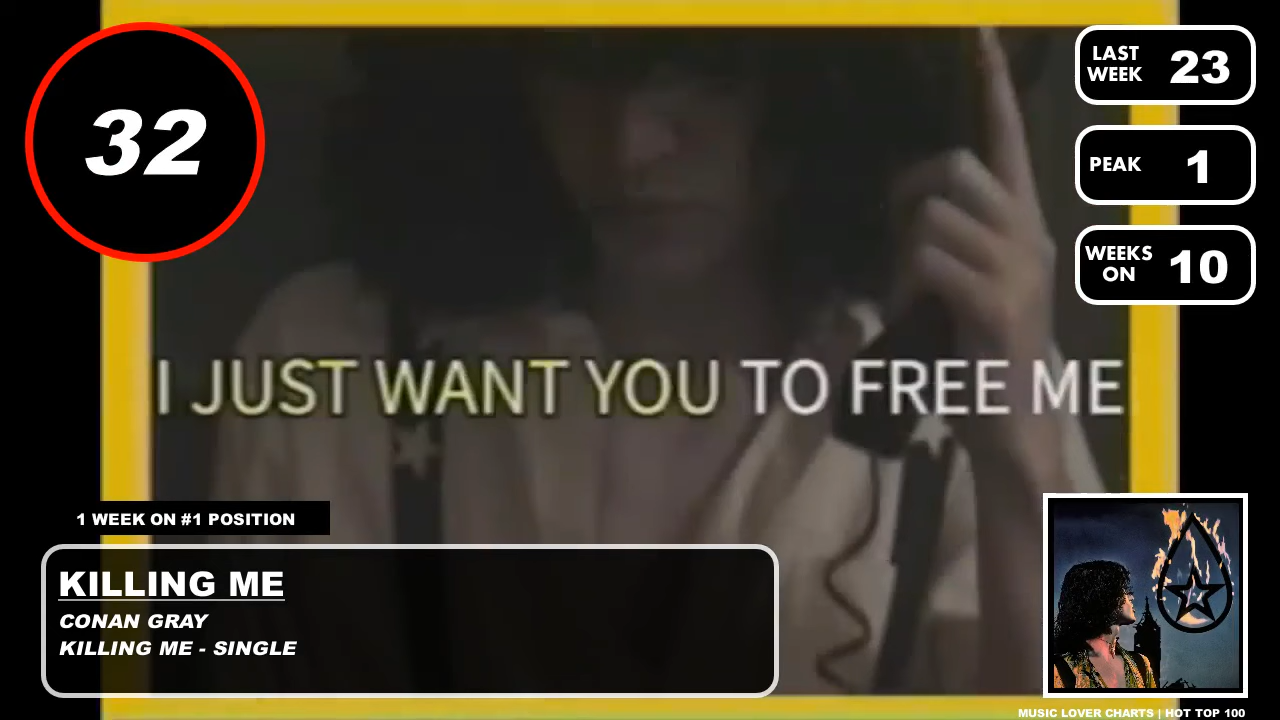 32
LAST
WEEK
23
PEAK
1
WEEKS
ON
10
I JUST WANT YOU TO FREE ME
1 WEEK ON #1 POSITION
KILLING ME
CONAN GRAY
KILLING ME - SINGLE
MUSIC LOVER CHARTS | HOT TOP 100